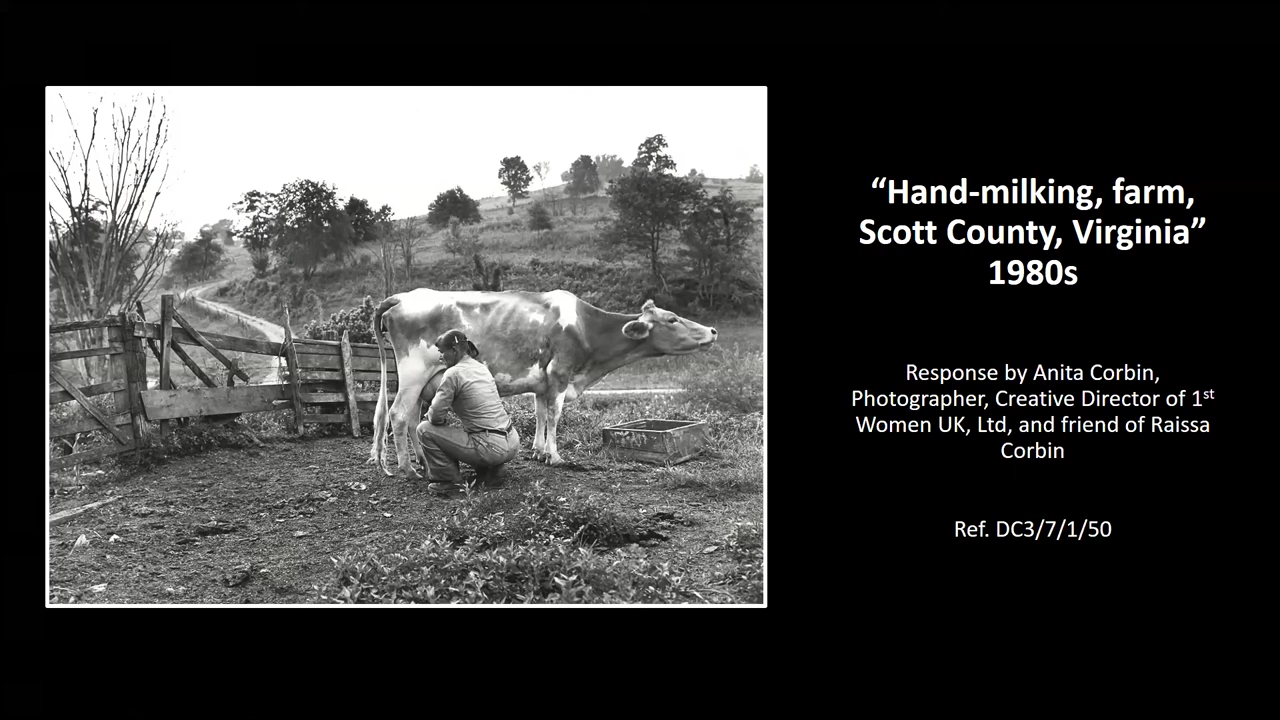 “Hand-milking, farm,
Scott County, Virginia”
1980s
Response by Anita Corbin,
Photographer, Creative Director of 1st
Women UK, Ltd, and friend of Raissa
Corbin
Ref. DC3/7/1/50